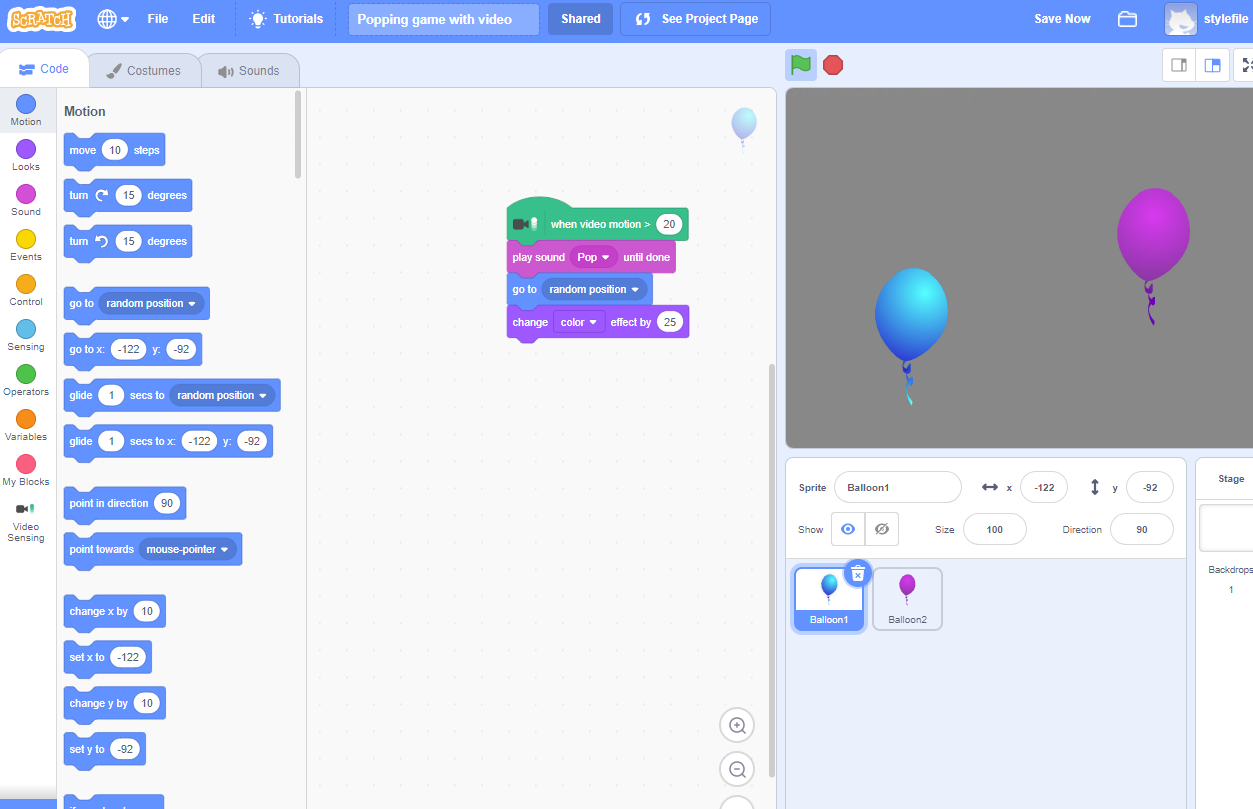 SCRATCH
File
Edit
Tutorials
Popping game with video
Shared
See Project Page
Save Now
stylefile
Code
Costumes
Sounds
Motion
Looks
Sound
Events
Control
Sensing
Operators
Variables
My Blocks
Video
Sensing
Motion
move 10 steps
turn 15 degrees
turn 15 degrees
go to random position
go to x: -122 y: -92
glide 1 secs to random position
glide 1 secs to x: -122 y: -92
point in direction 90
point towards mouse-pointer
change x by 10
set x to -122
change y by 10
set y to -92
when video motion > 20
play sound Pop until done
go to random position
change color effect by 25
Sprite Balloon1 x -122 y -92
Show Size 100 Direction 90
Balloon1
Balloon2
Stage
Backdrops
1